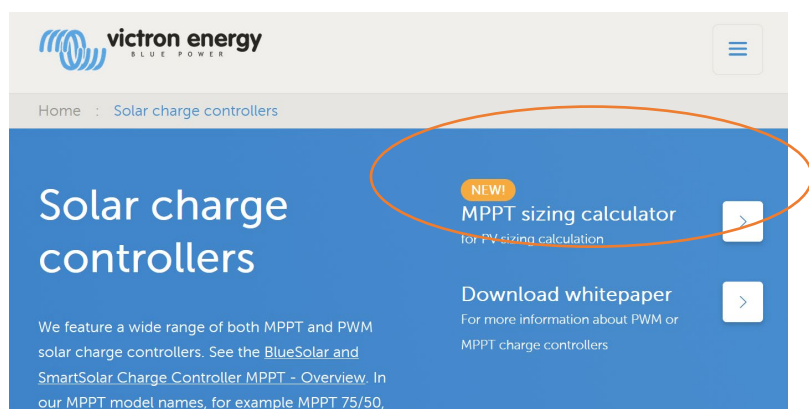 victron energy
BLUE POWER
Home : Solar charge controllers
Solar charge
controllers
We feature a wide range of both MPPT and PWM
solar charge controllers. See the BlueSolar and
SmartSolar Charge Controller MPPT - Overview. In
our MPPT model names, for example MPPT 75/50,
NEW!
MPPT sizing calculator
for PV sizing calculation
Download whitepaper
For more information about PWM or
MPPT charge controllers